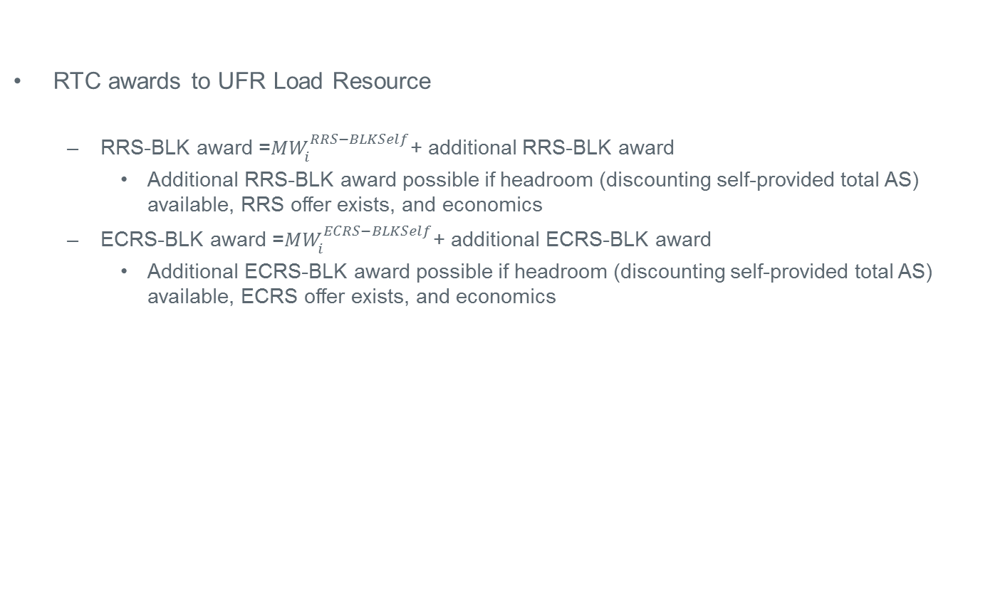 • RTC awards to UFR Load Resource
– RRS-BLK award =𝑀𝑊ᵢ^{𝑅𝑅𝑆−𝐵𝐿𝐾𝑆𝑒𝑙𝑓} + additional RRS-BLK award
• Additional RRS-BLK award possible if headroom (discounting self-provided total AS)
available, RRS offer exists, and economics
– ECRS-BLK award =𝑀𝑊ᵢ^{𝐸𝐶𝑅𝑆−𝐵𝐿𝐾𝑆𝑒𝑙𝑓} + additional ECRS-BLK award
• Additional ECRS-BLK award possible if headroom (discounting self-provided total AS)
available, ECRS offer exists, and economics